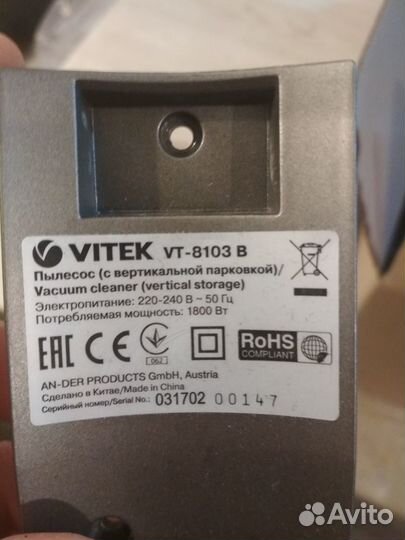 VITEK VT-8103 B
Пылесос (с вертикальной парковкой)/
Vacuum cleaner (vertical storage)
Электропитание: 220-240 В ~ 50 Гц
Потребляемая мощность: 1800 Вт
EAC CE 062 RoHS
COMPLIANT
AN-DER PRODUCTS GmbH, Austria
Сделано в Китае/Made in China
Серийный номер/Serial No.: 031702 00147
Avito